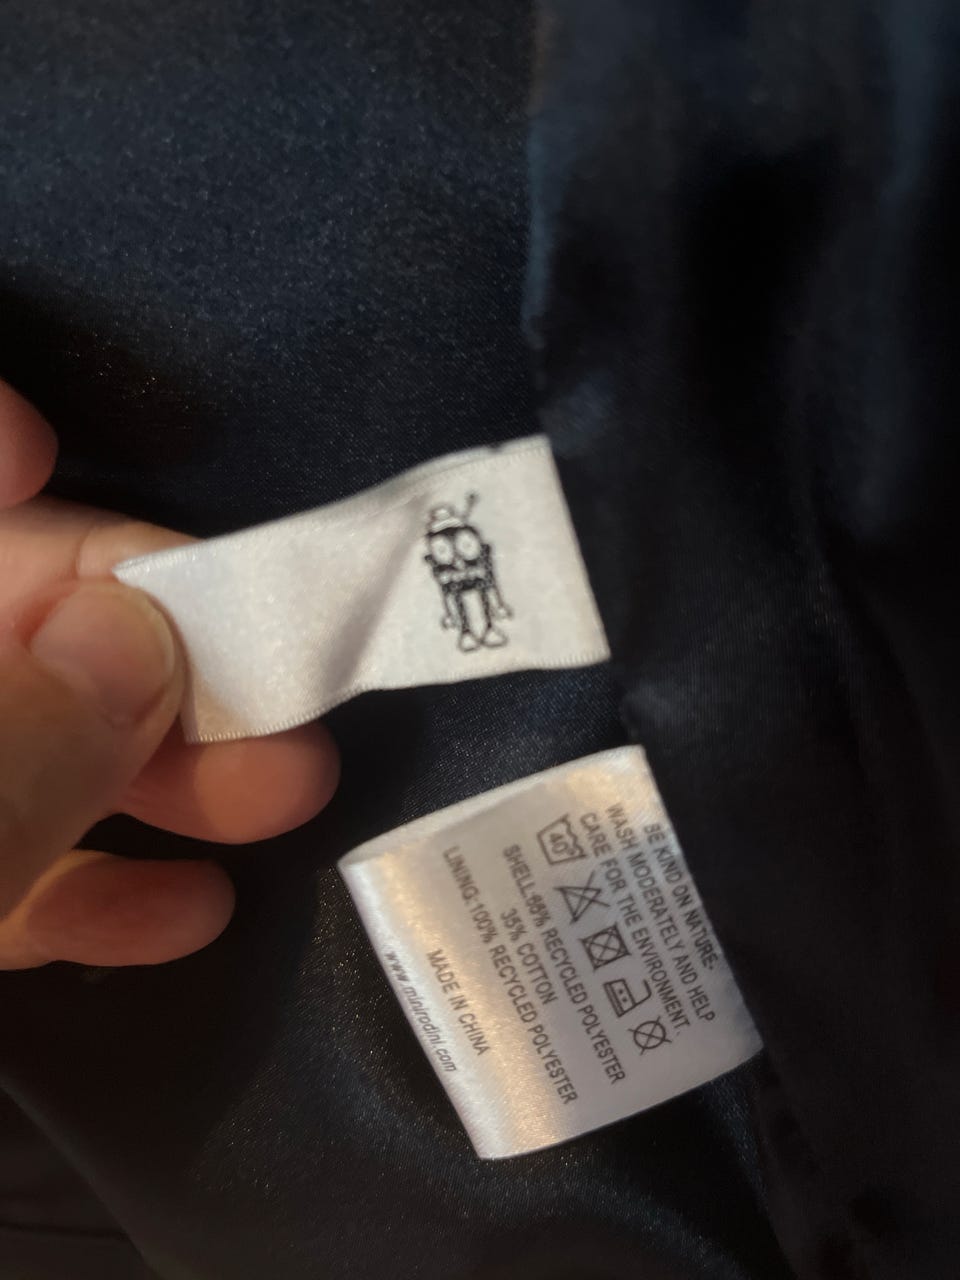 BE KIND ON NATURE-
WASH MODERATELY AND HELP
CARE FOR THE ENVIRONMENT.
40°
SHELL:65% RECYCLED POLYESTER
35% COTTON
LINING:100% RECYCLED POLYESTER
MADE IN CHINA
www.minirodini.com